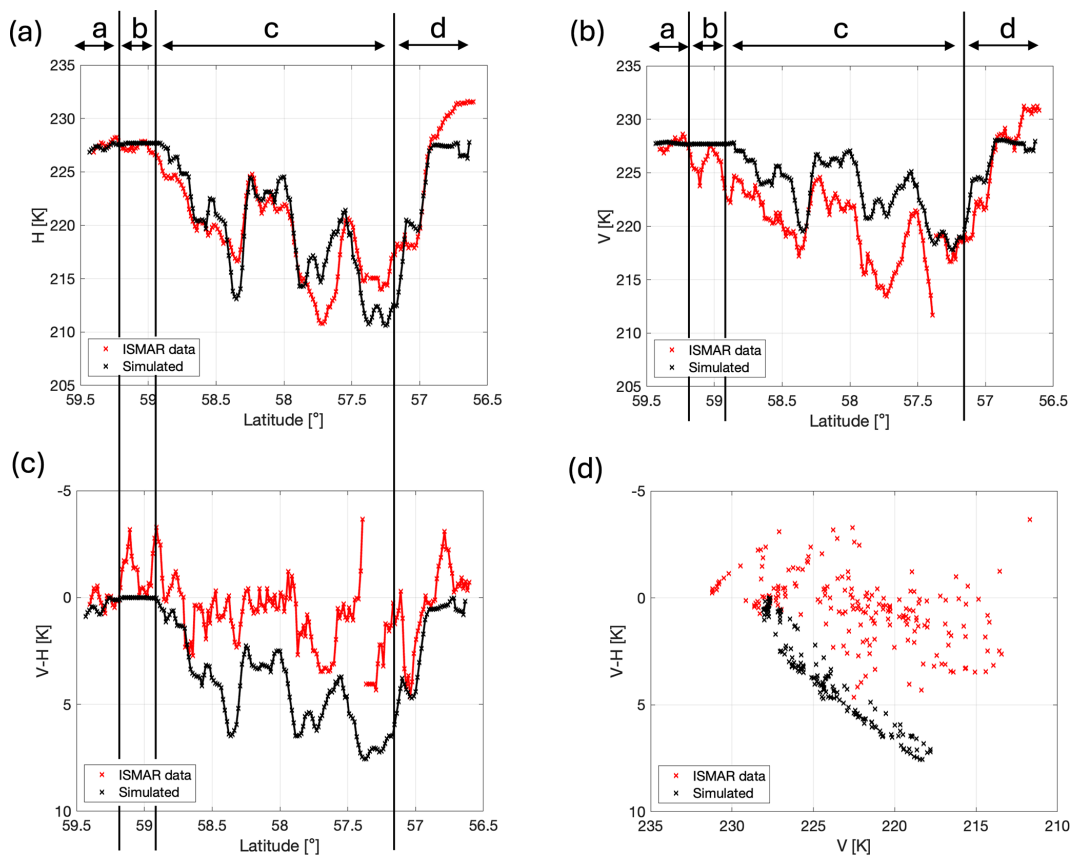 (a)
a b c d
235
230
225
220
215
210
205
H [K]
ISMAR data
Simulated
59.5 59 58.5 58 57.5 57 56.5
Latitude [°]
(b)
a b c d
235
230
225
220
215
210
205
V [K]
ISMAR data
Simulated
59.5 59 58.5 58 57.5 57 56.5
Latitude [°]
(c)
-5
0
5
10
V-H [K]
ISMAR data
Simulated
59.5 59 58.5 58 57.5 57 56.5
Latitude [°]
(d)
-5
0
5
10
V-H [K]
ISMAR data
Simulated
235 230 225 220 215 210
V [K]